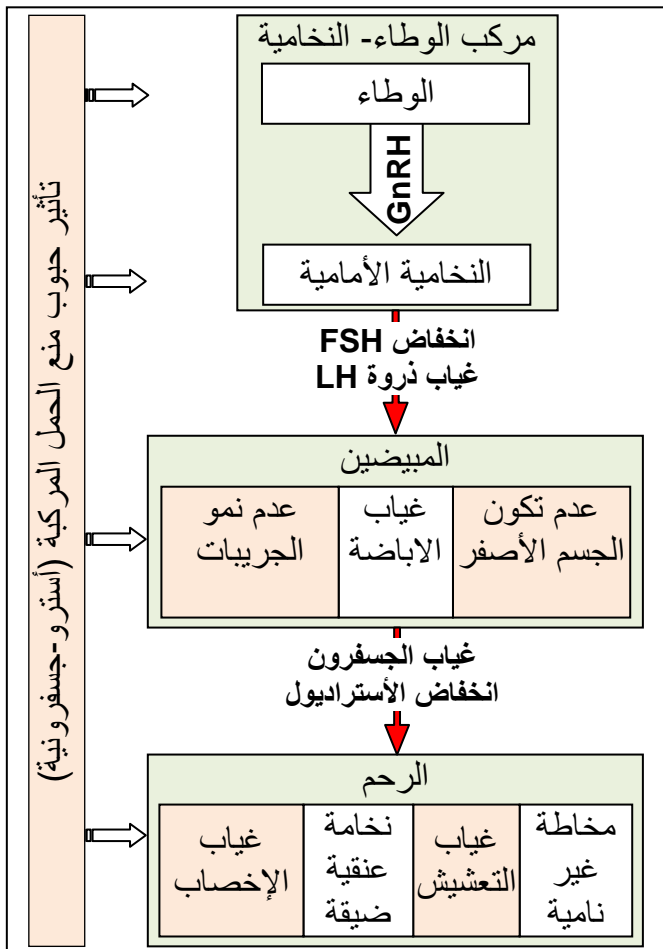 تأثير حبوب منع الحمل المركبة (أسترو-جسفرونية)
مركب الوطاء- النخامية
الوطاء
GnRH
النخامية الأمامية
انخفاض FSH
غياب ذروة LH
المبيضين
عدم تكون
الجسم الأصفر
غياب
الاباضة
عدم نمو
الجريبات
غياب الجسفرون
انخفاض الأستراديول
الرحم
مخاطة
غير
نامية
غياب
التعشيش
نخامة
عنقية
ضيقة
غياب
الإخصاب